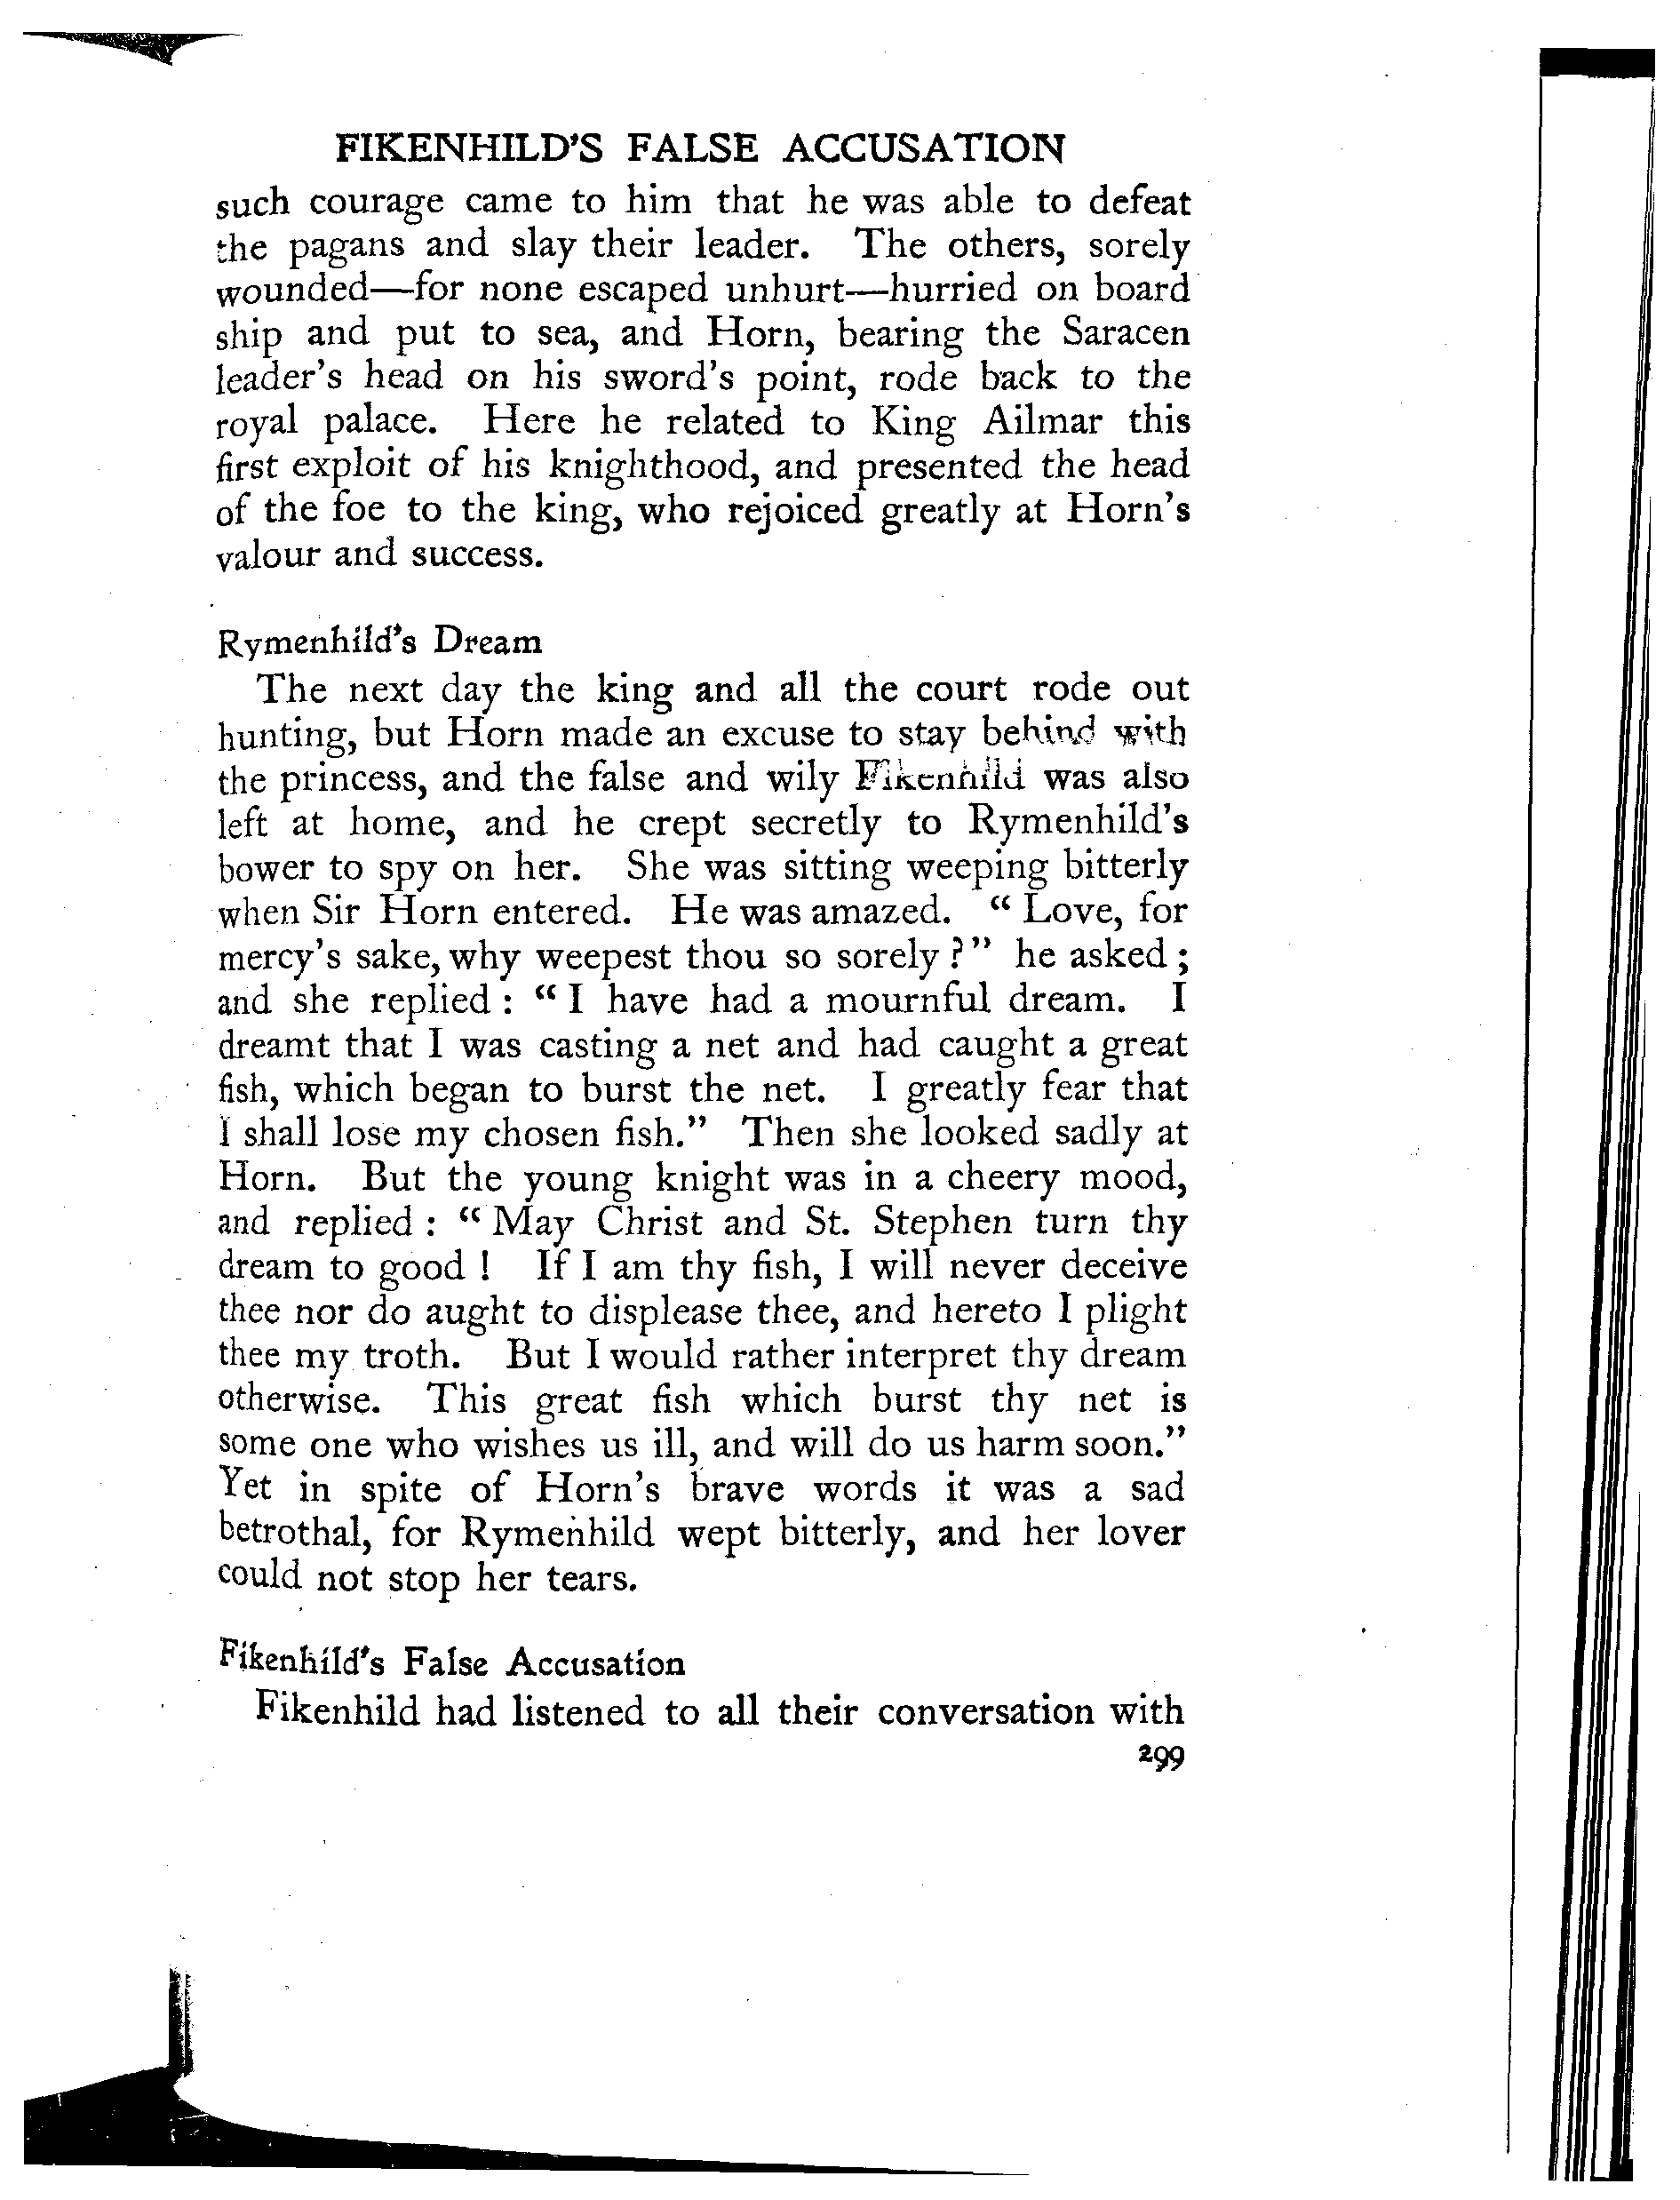 FIKENHILD'S FALSE ACCUSATION
such courage came to him that he was able to defeat
the pagans and slay their leader. The others, sorely
wounded—for none escaped unhurt—hurried on board
ship and put to sea, and Horn, bearing the Saracen
leader's head on his sword's point, rode back to the
royal palace. Here he related to King Ailmar this
first exploit of his knighthood, and presented the head
of the foe to the king, who rejoiced greatly at Horn's
valour and success.
Rymenhild's Dream
The next day the king and all the court rode out
hunting, but Horn made an excuse to stay behind with
the princess, and the false and wily Fikenhild was also
left at home, and he crept secretly to Rymenhild's
bower to spy on her. She was sitting weeping bitterly
when Sir Horn entered. He was amazed. “ Love, for
mercy's sake, why weepest thou so sorely ?” he asked ;
and she replied : “ I have had a mournful dream. I
dreamt that I was casting a net and had caught a great
fish, which began to burst the net. I greatly fear that
I shall lose my chosen fish.” Then she looked sadly at
Horn. But the young knight was in a cheery mood,
and replied : “ May Christ and St. Stephen turn thy
dream to good ! If I am thy fish, I will never deceive
thee nor do aught to displease thee, and hereto I plight
thee my troth. But I would rather interpret thy dream
otherwise. This great fish which burst thy net is
some one who wishes us ill, and will do us harm soon.”
Yet in spite of Horn's brave words it was a sad
betrothal, for Rymenhild wept bitterly, and her lover
could not stop her tears.
Fikenhild's False Accusation
Fikenhild had listened to all their conversation with
299